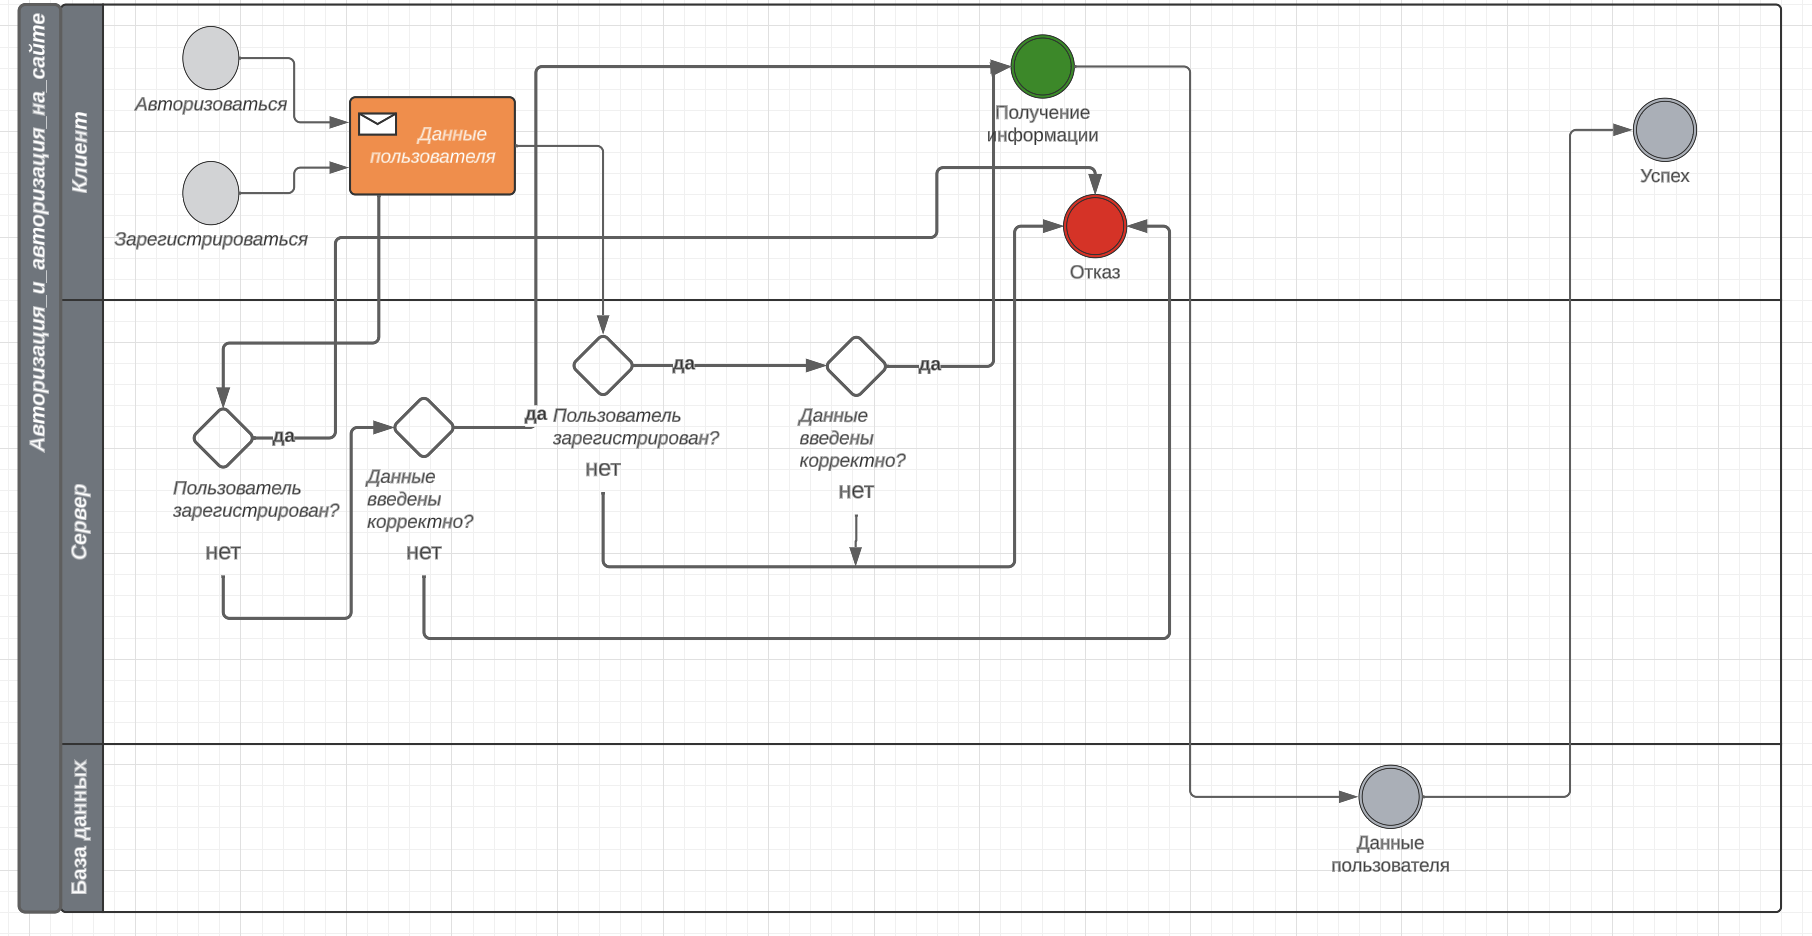 Авторизация_и_авторизация_на_сайте
Клиент
Авторизоваться
Зарегистрироваться
Данные
пользователя
Получение
информации
Отказ
Успех
Сервер
да
Пользователь
зарегистрирован?
нет
да
Данные
введены
корректно?
нет
да
Пользователь
зарегистрирован?
нет
да
Данные
введены
корректно?
нет
База данных
Данные
пользователя